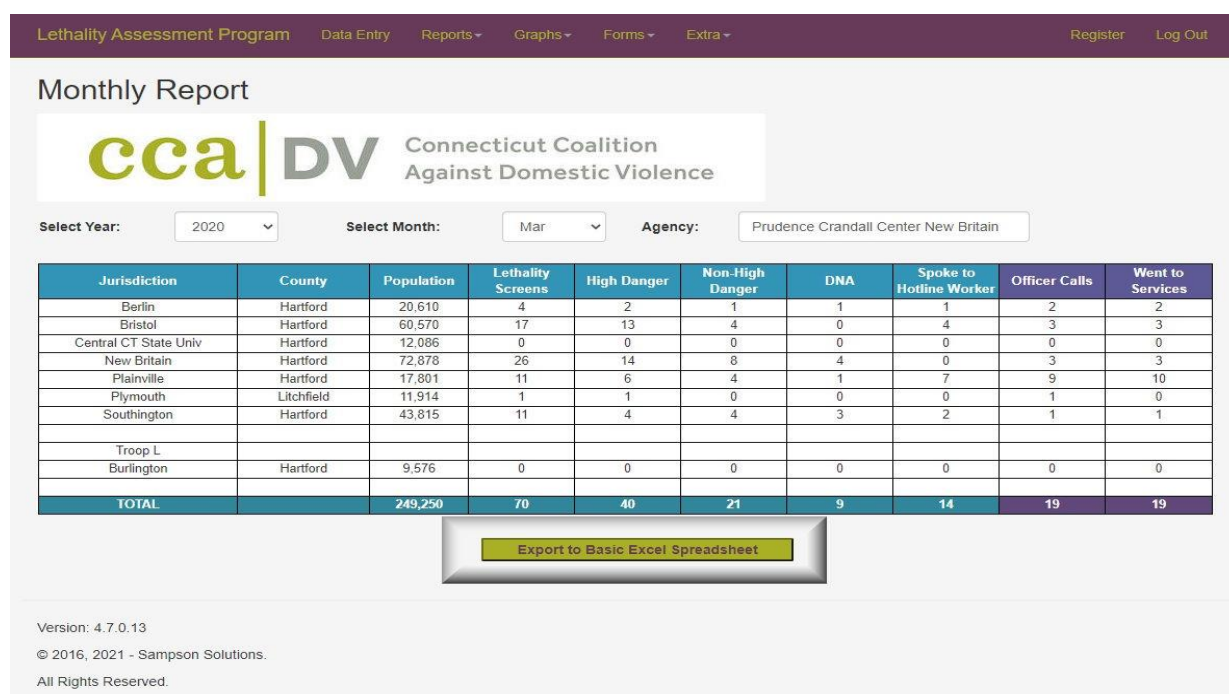 Lethality Assessment Program Data Entry Reports Graphs Forms Extra Register Log Out
Monthly Report
cca DV Connecticut Coalition
Against Domestic Violence
Select Year: 2020 Select Month: Mar Agency: Prudence Crandall Center New Britain
Jurisdiction County Population Lethality Screens High Danger Non-High Danger DNA Spoke to Hotline Worker Officer Calls Went to Services
Berlin Hartford 20,610 4 2 1 1 1 2 2
Bristol Hartford 60,570 17 13 4 0 4 3 3
Central CT State Univ Hartford 12,086 0 0 0 0 0 0 0
New Britain Hartford 72,878 26 14 8 4 0 3 3
Plainville Hartford 17,801 11 6 4 1 7 9 10
Plymouth Litchfield 11,914 1 1 0 0 0 1 0
Southington Hartford 43,815 11 4 4 3 2 1 1
Troop L
Burlington Hartford 9,576 0 0 0 0 0 0 0
TOTAL 249,250 70 40 21 9 14 19 19
Export to Basic Excel Spreadsheet
Version: 4.7.0.13
© 2016, 2021 - Sampson Solutions.
All Rights Reserved.